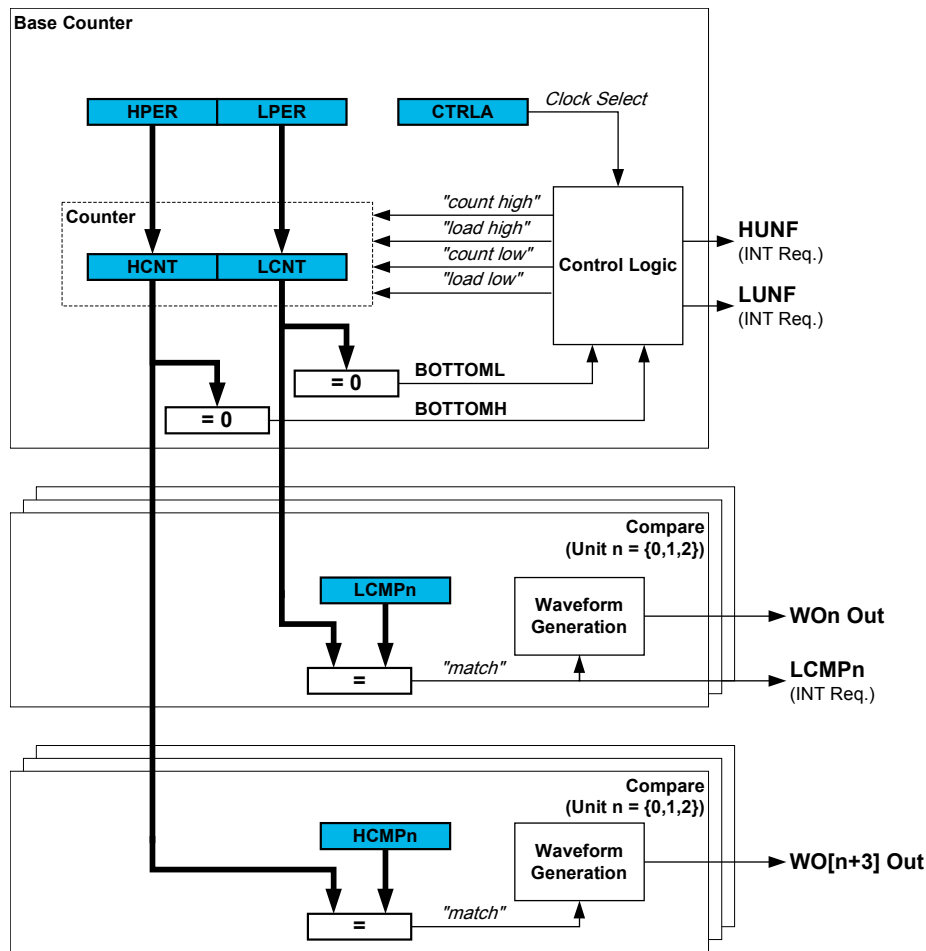 Base Counter
HPER
LPER
CTRLA
Clock Select
Counter
"count high"
"load high"
"count low"
"load low"
Control Logic
HUNF
(INT Req.)
LUNF
(INT Req.)
HCNT
LCNT
= 0
BOTTOML
= 0
BOTTOMH
Compare
(Unit n = {0,1,2})
LCMPn
Waveform
Generation
WOn Out
=
"match"
LCMPn
(INT Req.)
Compare
(Unit n = {0,1,2})
HCMPn
Waveform
Generation
WO[n+3] Out
=
"match"